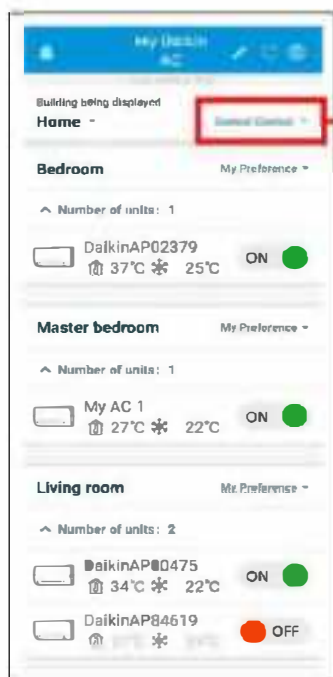 My Daikin
AC
Building being displayed
Home
Control
Bedroom
My Preference
Number of units: 1
DaikinAP02379
37°C 25°C
ON
Master bedroom
My Preference
Number of units: 1
My AC 1
27°C 22°C
ON
Living room
My Preference
Number of units: 2
DaikinAP00475
34°C 22°C
ON
DaikinAP84619
OFF